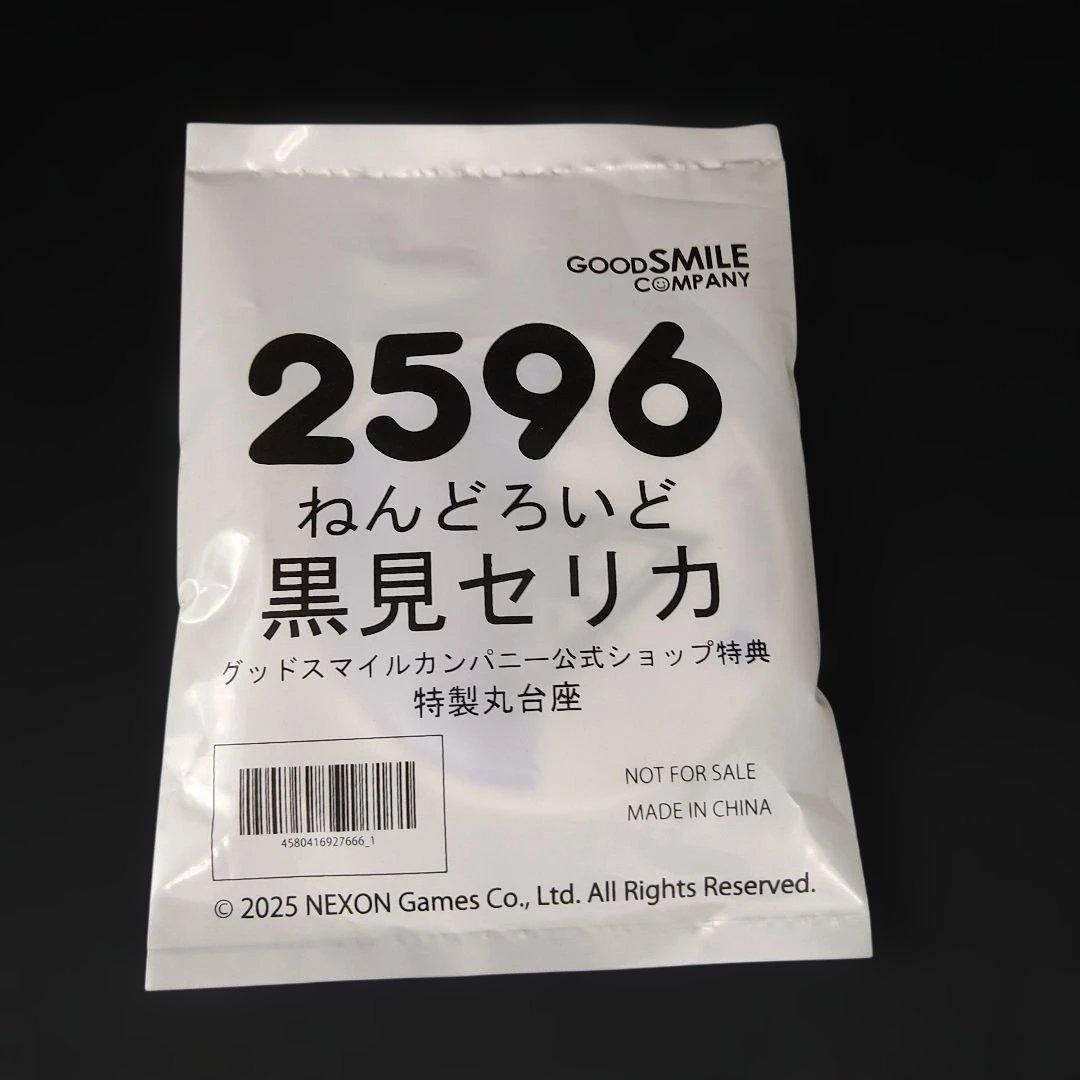 GOODSMILE
COMPANY
2596
ねんどろいど
黒見セリカ
グッドスマイルカンパニー公式ショップ特典
特製丸台座
4580416927666_1
NOT FOR SALE
MADE IN CHINA
© 2025 NEXON Games Co., Ltd. All Rights Reserved.